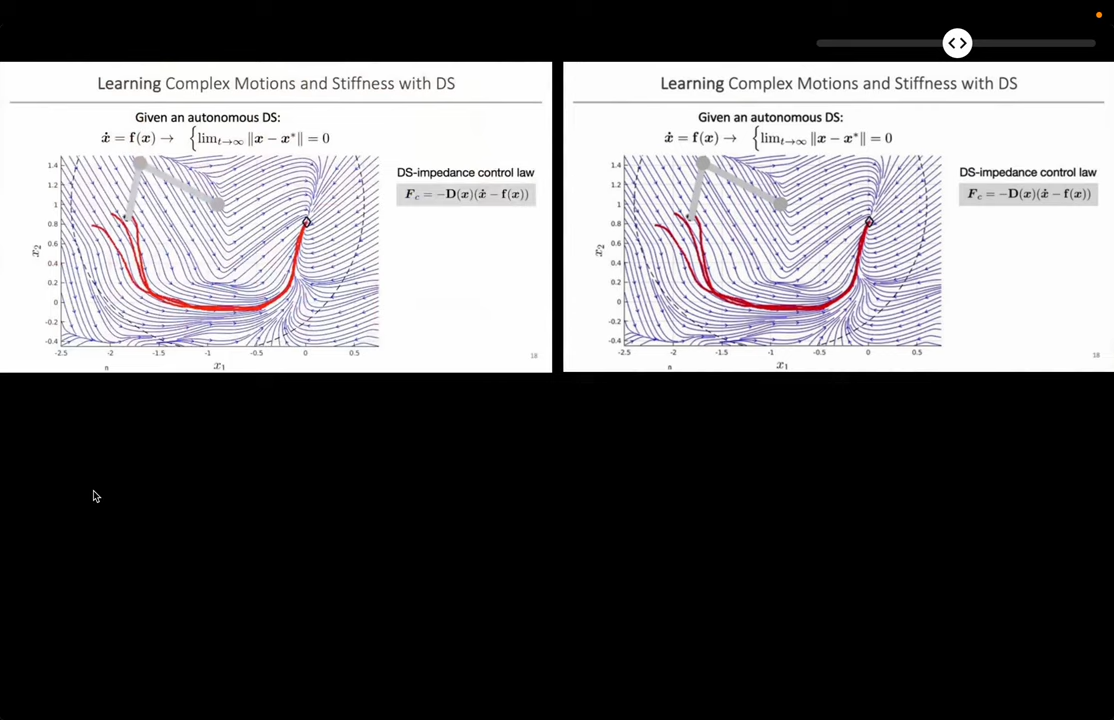 Learning Complex Motions and Stiffness with DS
Given an autonomous DS:
ẋ = f(x) → {lim_{t→∞} ‖x − x*‖ = 0
DS-impedance control law
F_c = −D(x)(ẋ − f(x))
1.4
1.2
1
0.8
0.6
0.4
0.2
0
-0.2
-0.4
x₂
-2.5 -2 -1.5 -1 -0.5 0 0.5
x₁
18
Learning Complex Motions and Stiffness with DS
Given an autonomous DS:
ẋ = f(x) → {lim_{t→∞} ‖x − x*‖ = 0
DS-impedance control law
F_c = −D(x)(ẋ − f(x))
1.4
1.2
1
0.8
0.6
0.4
0.2
0
-0.2
-0.4
x₂
-2.5 -2 -1.5 -1 -0.5 0 0.5
x₁
18